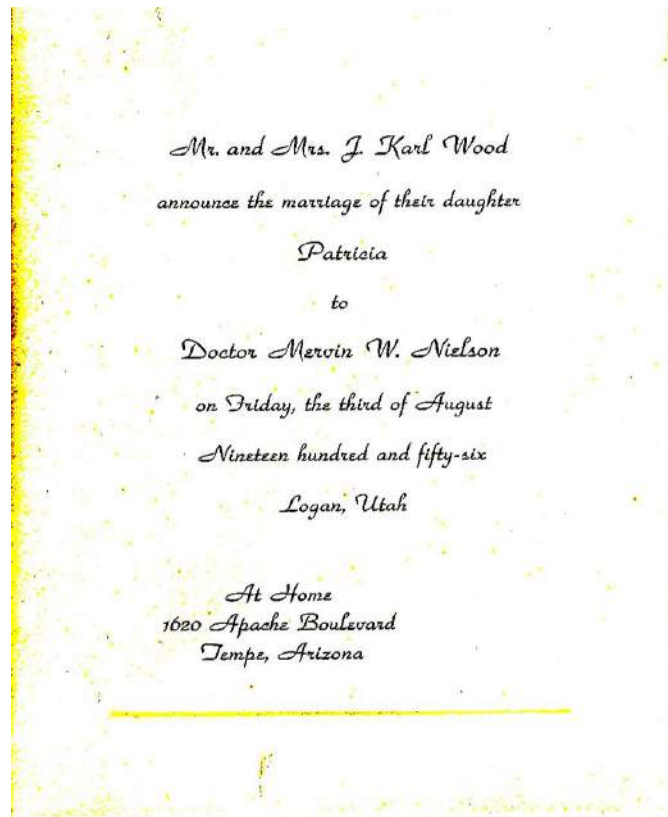 Mr. and Mrs. J. Karl Wood
announce the marriage of their daughter
Patricia
to
Doctor Mervin W. Nielson
on Friday, the third of August
Nineteen hundred and fifty-six
Logan, Utah
At Home
1620 Apache Boulevard
Tempe, Arizona